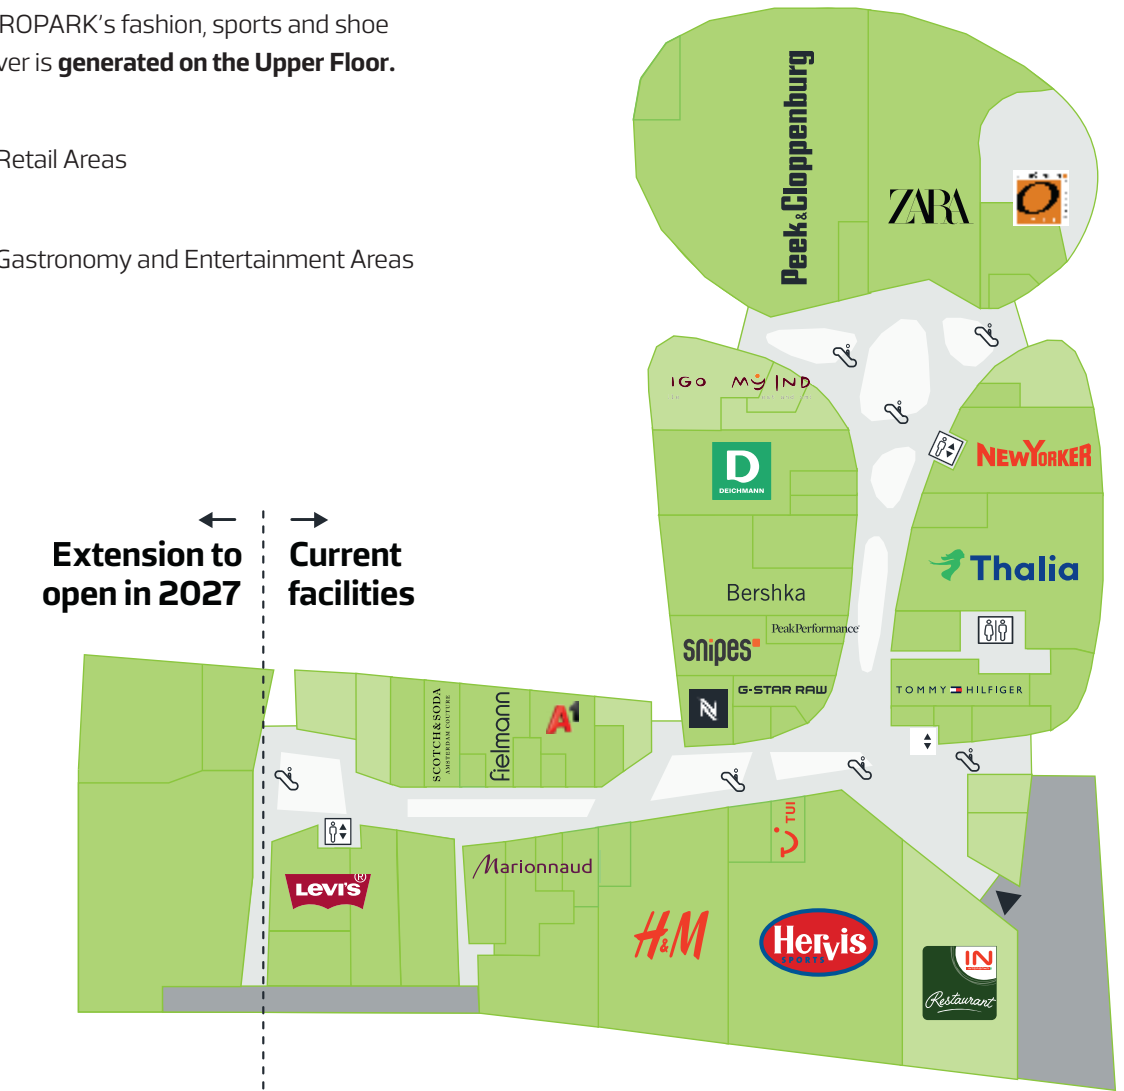 ROPARK's fashion, sports and shoe
ver is generated on the Upper Floor.
Retail Areas
Gastronomy and Entertainment Areas
Peek&Cloppenburg
ZARA
IGO
MY IND
D
DEICHMANN
NEWYORKER
Extension to
open in 2027
Current
facilities
Thalia
Bershka
PeakPerformance
snipes
N
G-STAR RAW
TOMMY HILFIGER
SCOTCH & SODA
AMSTERDAM COUTURE
fielmann
A1
TUI
Marionnaud
LEVI'S®
H&M
Hervis
SPORTS
IN
Restaurant